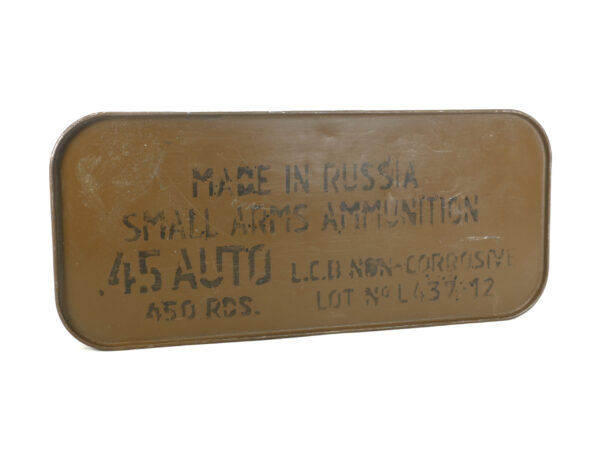 MADE IN RUSSIA
SMALL ARMS AMMUNITION
.45 AUTO L.C.B NON-CORROSIVE
450 RDS. LOT Nº L437-12